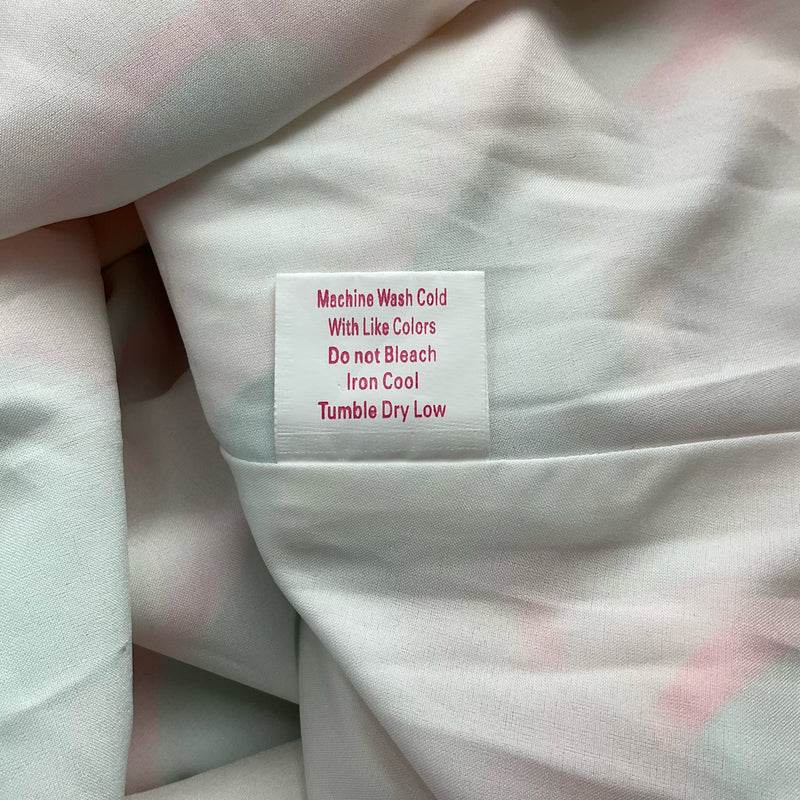 Machine Wash Cold
With Like Colors
Do not Bleach
Iron Cool
Tumble Dry Low